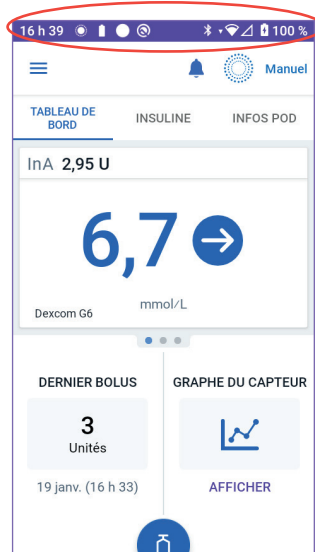 16 h 39 100 %
Manuel
TABLEAU DE
BORD
INSULINE
INFOS POD
InA 2,95 U
6,7
mmol/L
Dexcom G6
DERNIER BOLUS
GRAPHE DU CAPTEUR
3
Unités
19 janv. (16 h 33)
AFFICHER